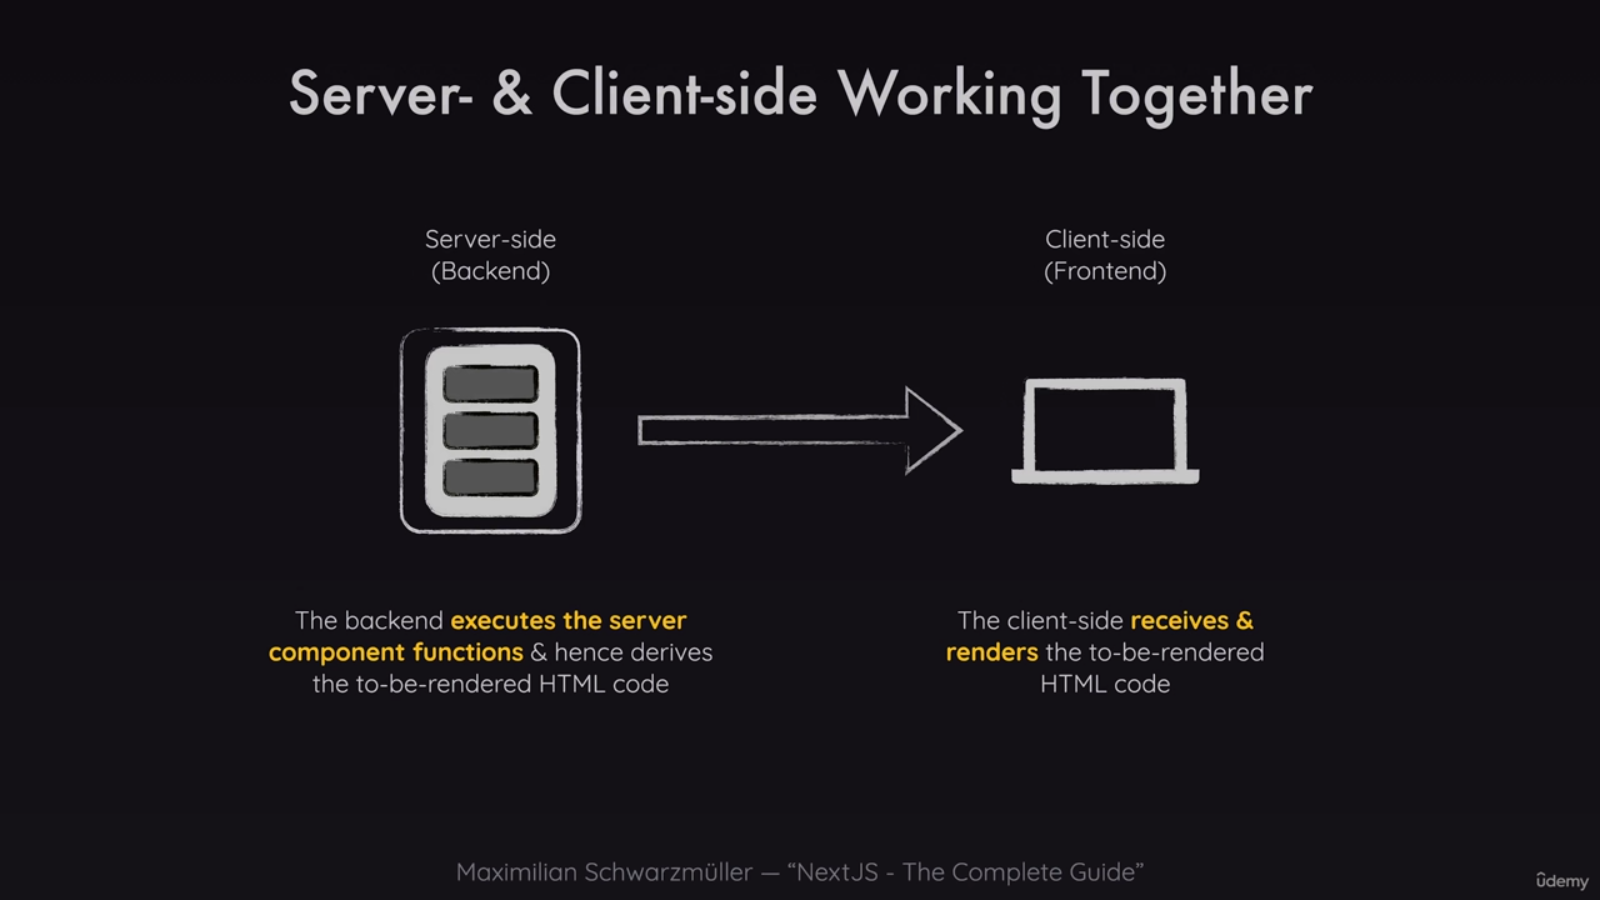 Server- & Client-side Working Together
Server-side
(Backend)
Client-side
(Frontend)
The backend executes the server
component functions & hence derives
the to-be-rendered HTML code
The client-side receives &
renders the to-be-rendered
HTML code
Maximilian Schwarzmüller — “NextJS - The Complete Guide”
ûdemy